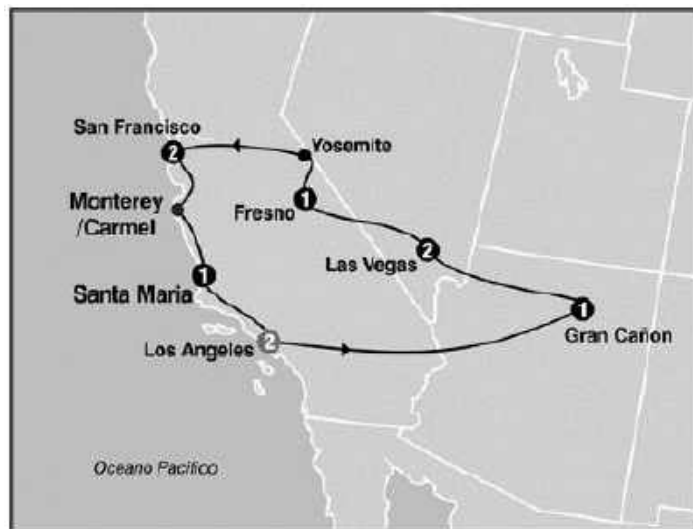 San Francisco
2
Yosemite
Monterey
/Carmel
Fresno
1
Las Vegas
2
1
Santa Maria
1
Gran Cañon
Los Angeles
2
Oceano Pacifico